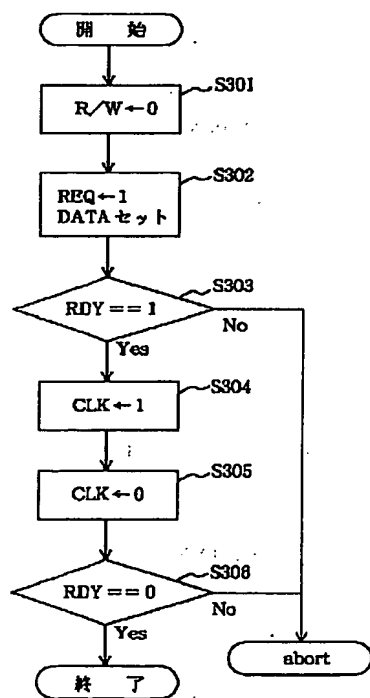 開 始
S301
R/W←0
S302
REQ←1
DATAセット
S303
RDY==1
No
Yes
S304
CLK←1
S305
CLK←0
S306
RDY==0
No
Yes
abort
終 了